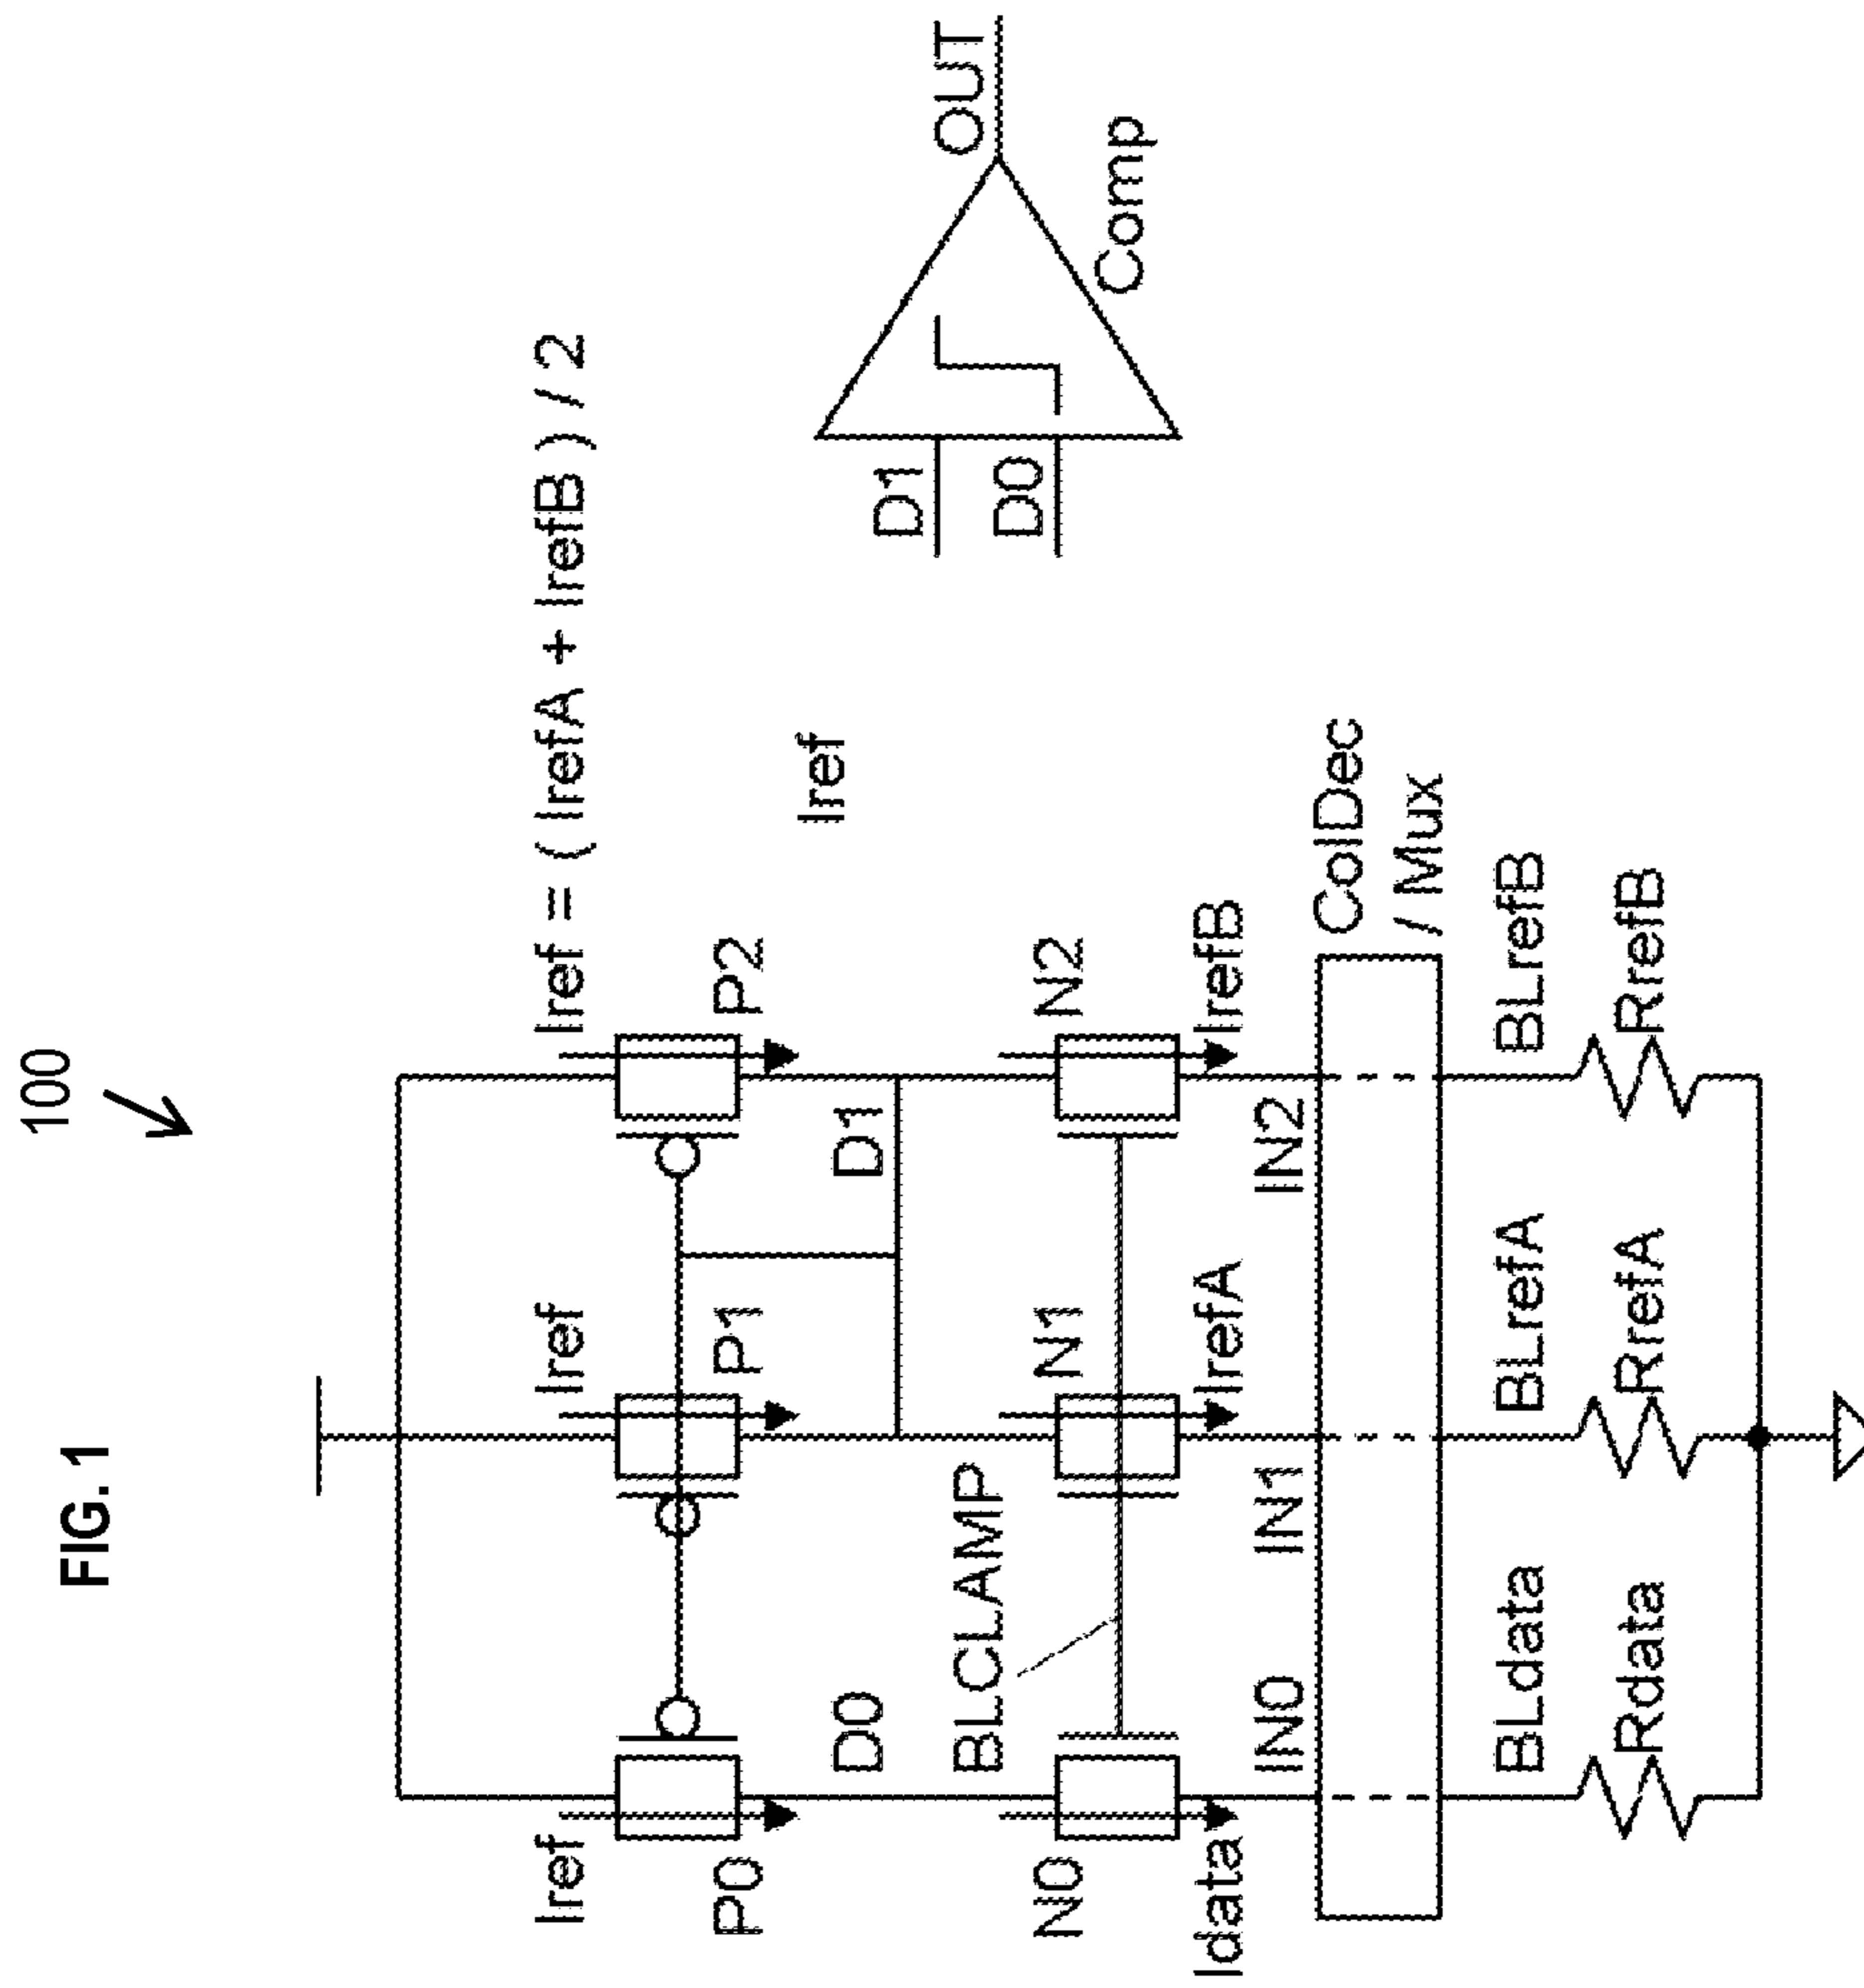 FIG. 1
100
Iref
Iref
Iref = ( IrefA + IrefB ) / 2
P0
P1
P2
D0
D1
Iref
BLCLAMP
N0
N1
N2
Idata
IrefA
IrefB
IN0
IN1
IN2
ColDec
/ Mux
BLdata
BLrefA
BLrefB
Rdata
RrefA
RrefB
D1
D0
OUT
Comp